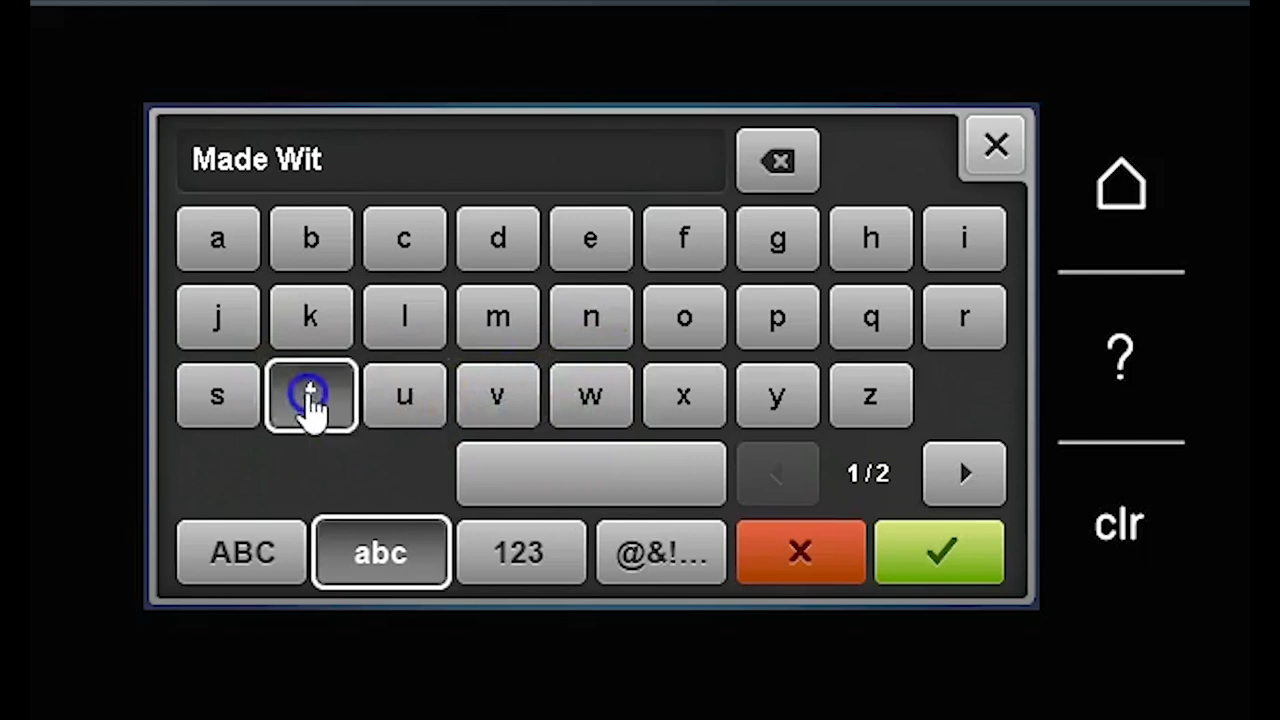 Made Wit
a b c d e f g h i
j k l m n o p q r
s t u v w x y z
1/2
ABC abc 123 @&!...
?
clr